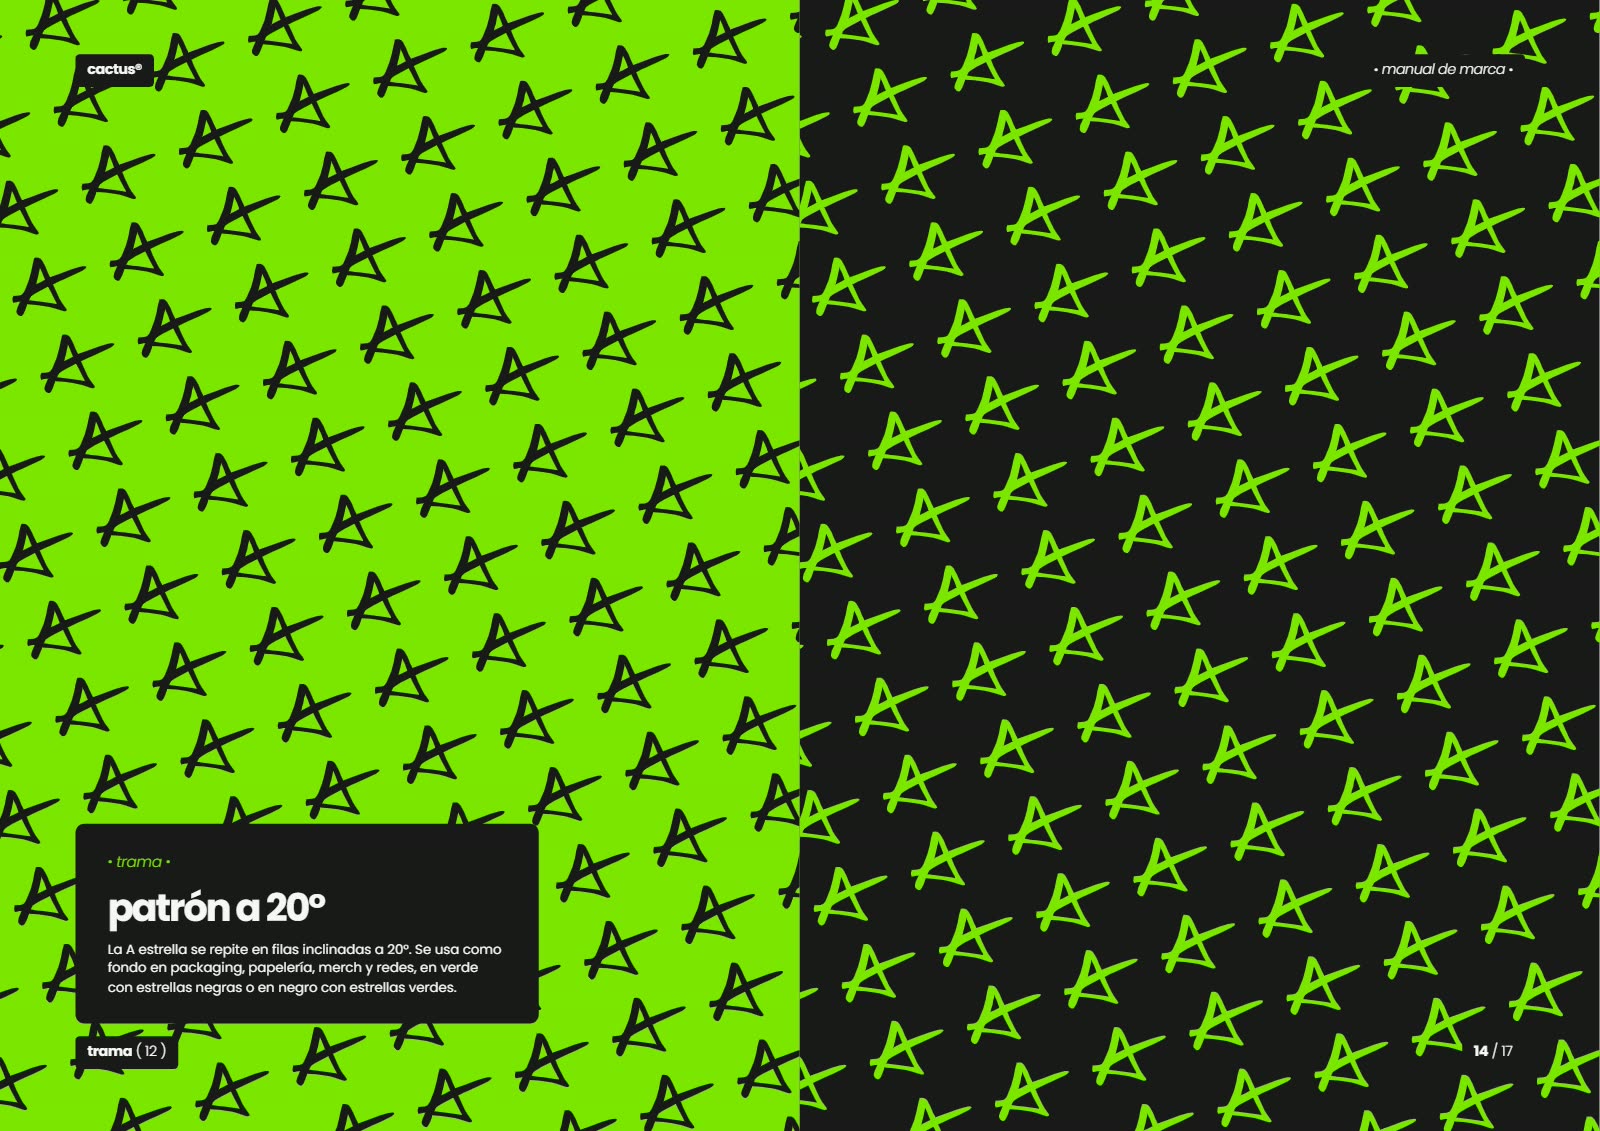 cactus®
• manual de marca •
• trama •
patrón a 20º
La A estrella se repite en filas inclinadas a 20º. Se usa como
fondo en packaging, papelería, merch y redes, en verde
con estrellas negras o en negro con estrellas verdes.
trama ( 12 )
14 / 17